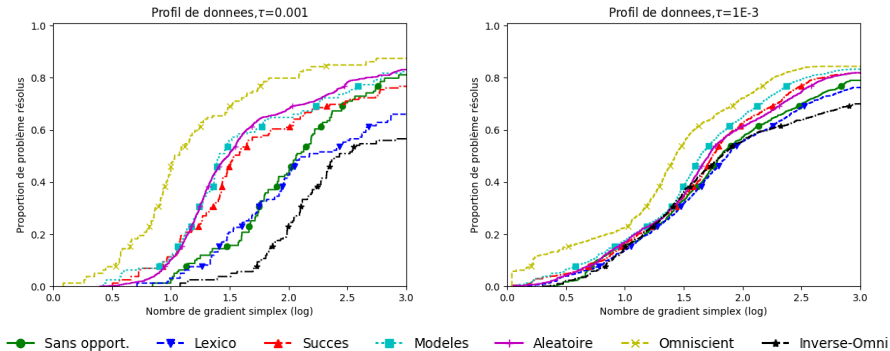 Profil de donnees,τ=0.001
Proportion de problème résolus
1.0
0.8
0.6
0.4
0.2
0.0
0.0 0.5 1.0 1.5 2.0 2.5 3.0
Nombre de gradient simplex (log)
Profil de donnees,τ=1E-3
Proportion de problème résolus
1.0
0.8
0.6
0.4
0.2
0.0
0.0 0.5 1.0 1.5 2.0 2.5 3.0
Nombre de gradient simplex (log)
Sans opport. Lexico Succes Modeles Aleatoire Omniscient Inverse-Omni